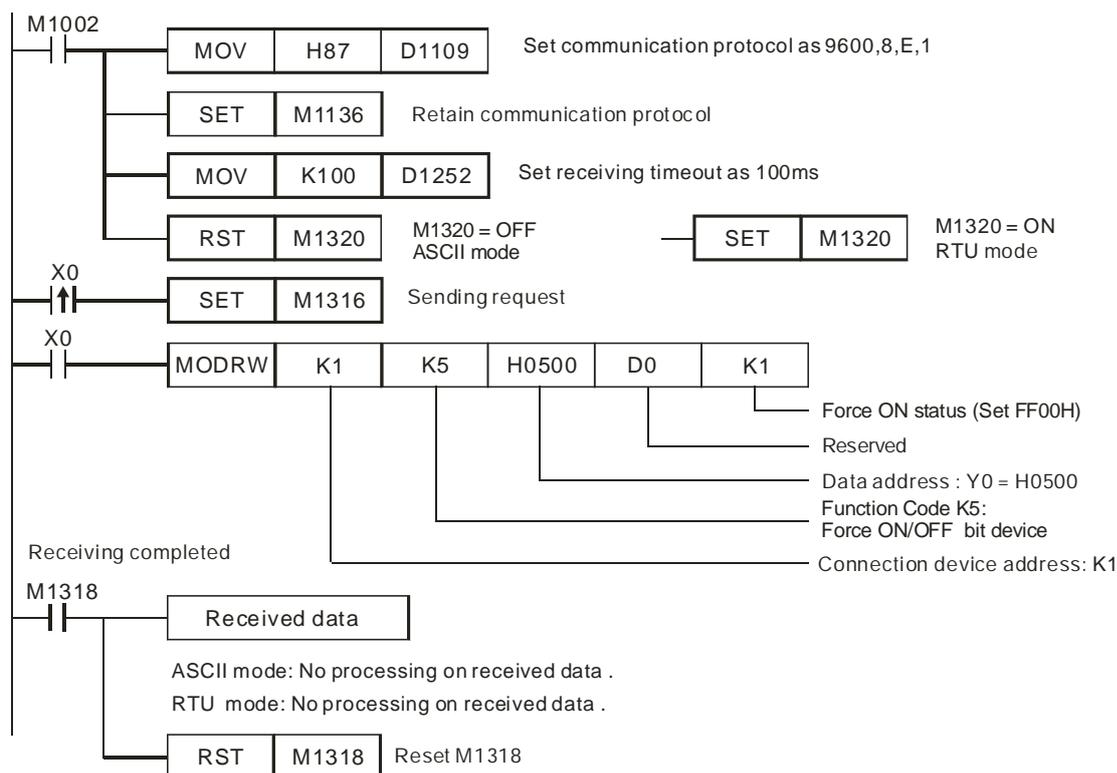 M1002
MOV H87 D1109 Set communication protocol as 9600,8,E,1
SET M1136 Retain communication protocol
MOV K100 D1252 Set receiving timeout as 100ms
RST M1320 M1320 = OFF
ASCII mode
SET M1320 M1320 = ON
RTU mode
X0
SET M1316 Sending request
X0
MODRW K1 K5 H0500 D0 K1
Force ON status (Set FF00H)
Reserved
Data address : Y0 = H0500
Function Code K5:
Force ON/OFF bit device
Connection device address: K1
Receiving completed
M1318
Received data
ASCII mode: No processing on received data .
RTU mode: No processing on received data .
RST M1318 Reset M1318